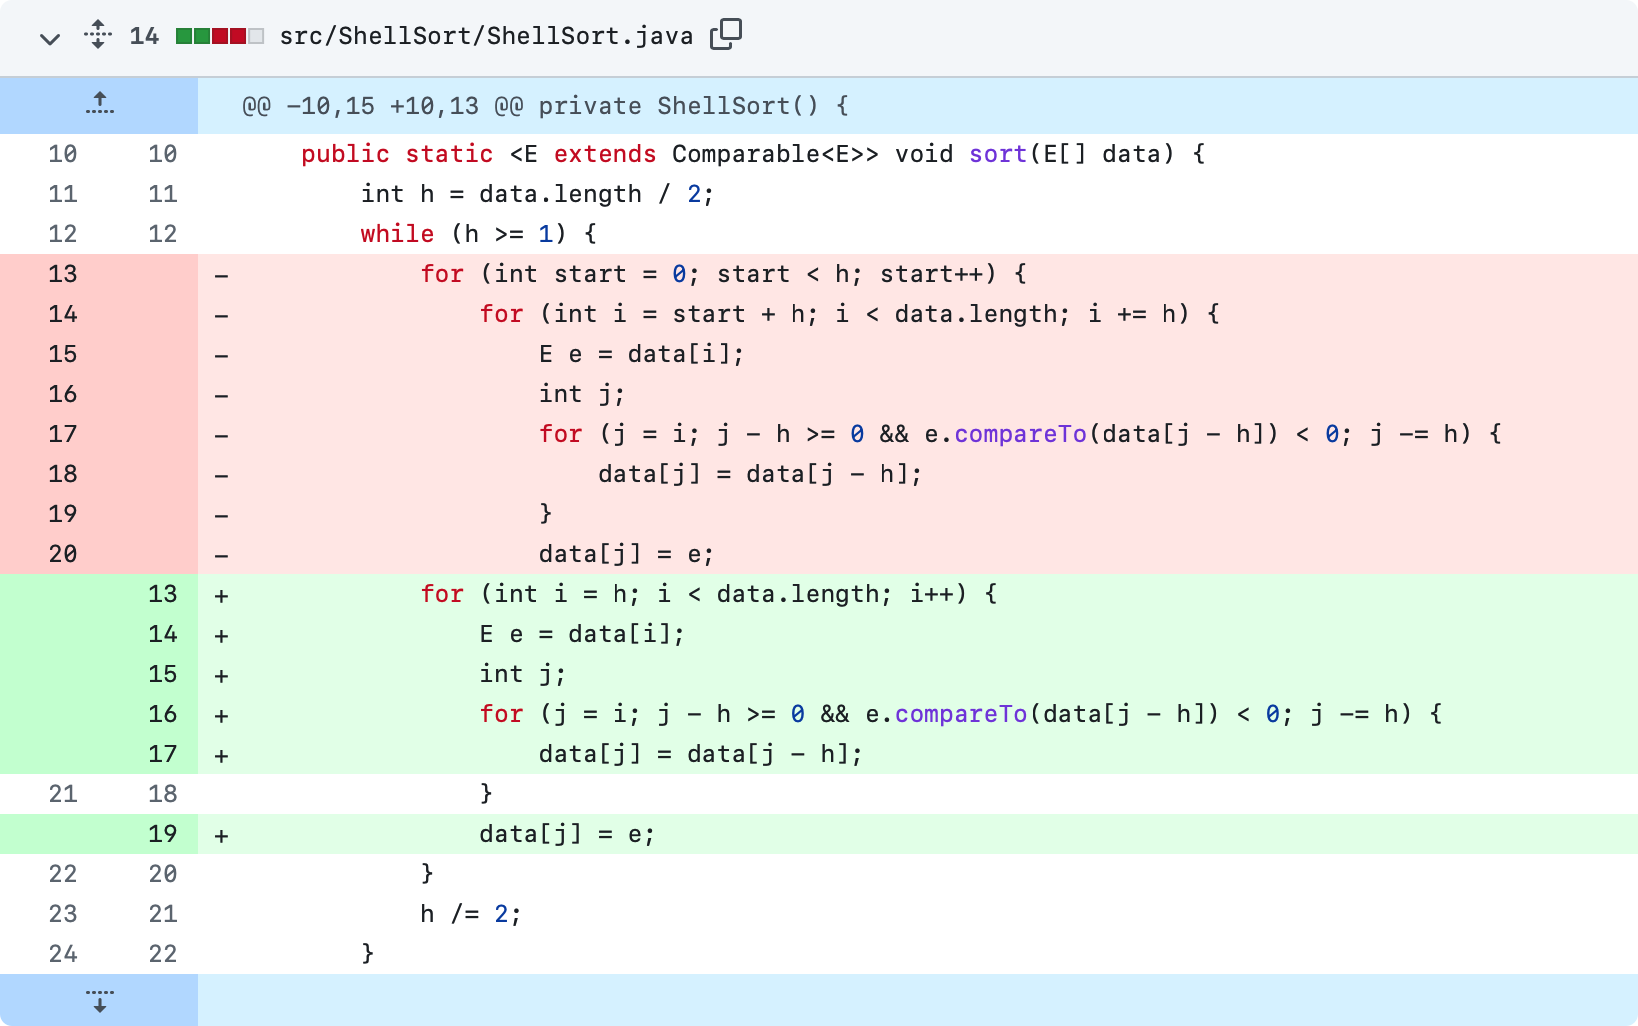 14 src/ShellSort/ShellSort.java
@@ -10,15 +10,13 @@ private ShellSort() {
10 10 public static <E extends Comparable<E>> void sort(E[] data) {
11 11 int h = data.length / 2;
12 12 while (h >= 1) {
13 - for (int start = 0; start < h; start++) {
14 - for (int i = start + h; i < data.length; i += h) {
15 - E e = data[i];
16 - int j;
17 - for (j = i; j - h >= 0 && e.compareTo(data[j - h]) < 0; j -= h) {
18 - data[j] = data[j - h];
19 - }
20 - data[j] = e;
13 + for (int i = h; i < data.length; i++) {
14 + E e = data[i];
15 + int j;
16 + for (j = i; j - h >= 0 && e.compareTo(data[j - h]) < 0; j -= h) {
17 + data[j] = data[j - h];
21 18 }
19 + data[j] = e;
22 20 }
23 21 h /= 2;
24 22 }